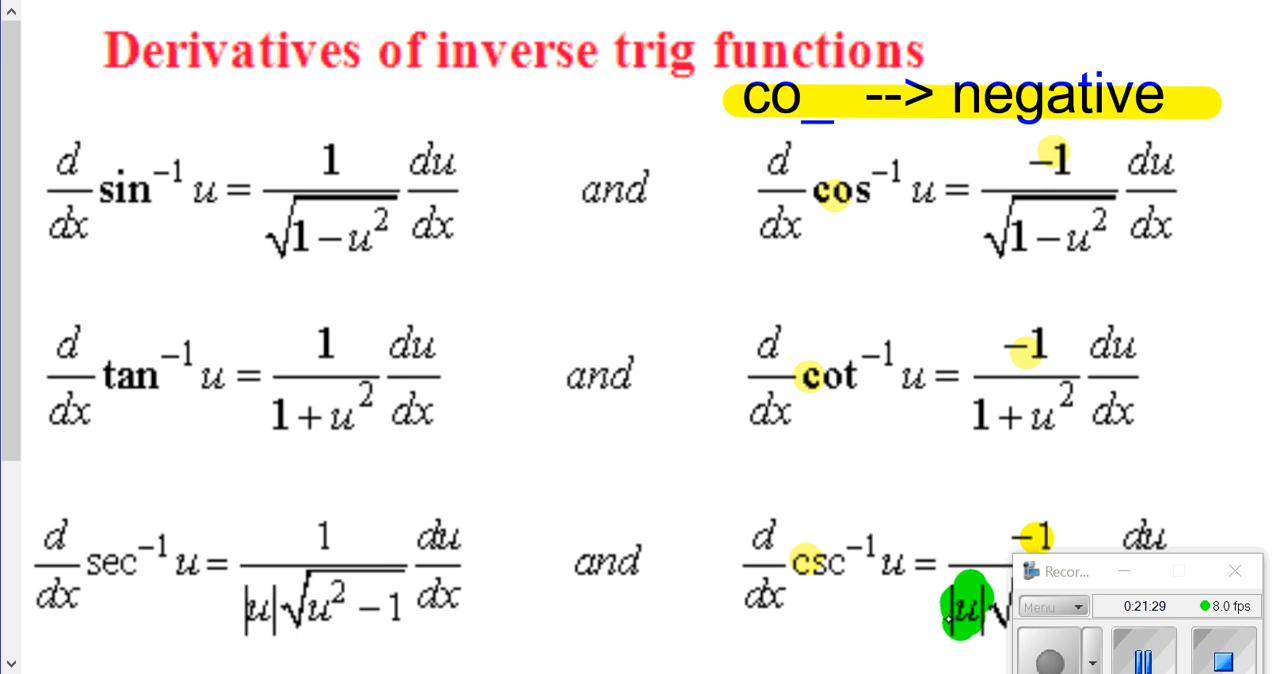 Derivatives of inverse trig functions
co_ --> negative
d/dx sin⁻¹ u = 1/√(1−u²) du/dx and d/dx cos⁻¹ u = −1/√(1−u²) du/dx
d/dx tan⁻¹ u = 1/(1+u²) du/dx and d/dx cot⁻¹ u = −1/(1+u²) du/dx
d/dx sec⁻¹ u = 1/(|u|√(u²−1)) du/dx and d/dx csc⁻¹ u = −1/(|u|√ du
Recor...
Menu 0:21:29 8.0 fps